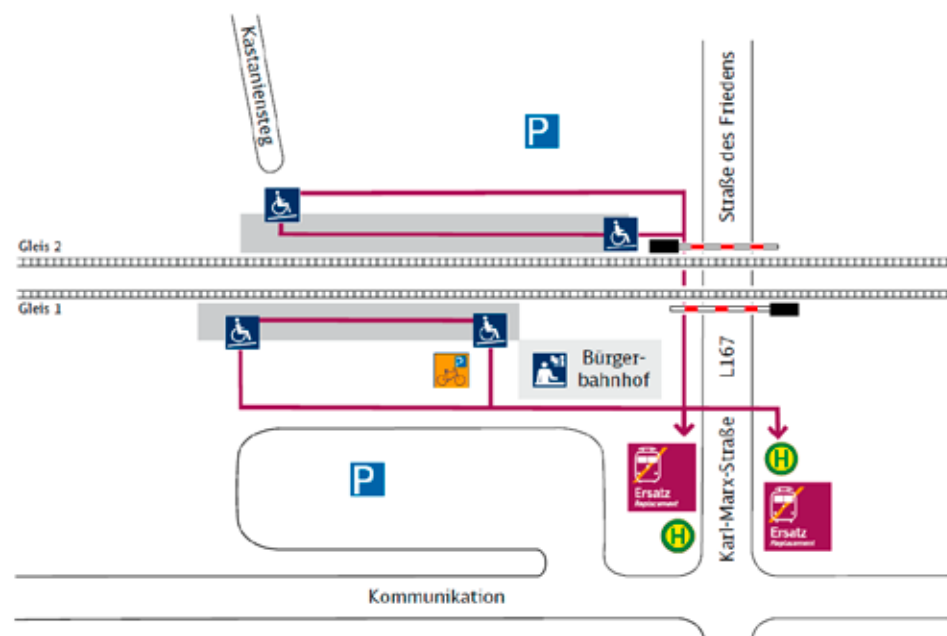 Kastaniensteg
P
Straße des Friedens
Gleis 2
Gleis 1
P
Bürger-
bahnhof
L167
Karl-Marx-Straße
P
H
Ersatz
Replacement
Ersatz
Replacement
H
Kommunikation